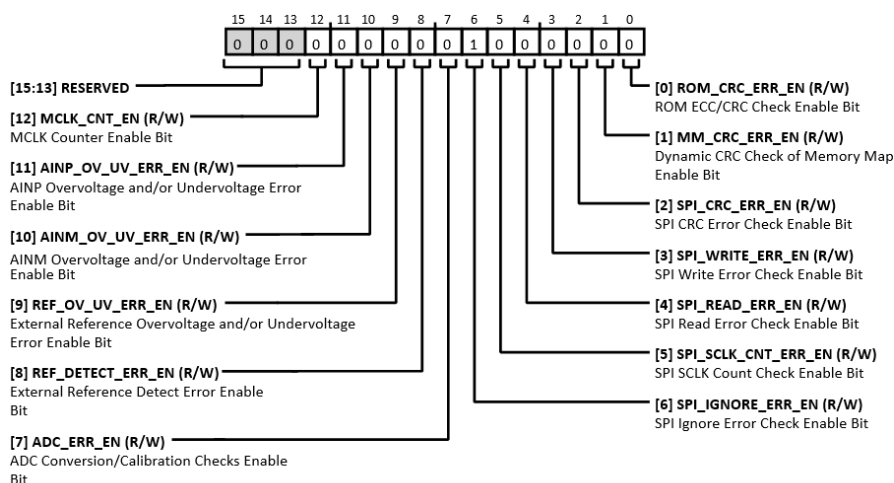 15 14 13 12 11 10 9 8 7 6 5 4 3 2 1 0
0 0 0 0 0 0 0 0 0 1 0 0 0 0 0 0
[15:13] RESERVED
[12] MCLK_CNT_EN (R/W)
MCLK Counter Enable Bit
[11] AINP_OV_UV_ERR_EN (R/W)
AINP Overvoltage and/or Undervoltage Error
Enable Bit
[10] AINM_OV_UV_ERR_EN (R/W)
AINM Overvoltage and/or Undervoltage Error
Enable Bit
[9] REF_OV_UV_ERR_EN (R/W)
External Reference Overvoltage and/or Undervoltage
Error Enable Bit
[8] REF_DETECT_ERR_EN (R/W)
External Reference Detect Error Enable
Bit
[7] ADC_ERR_EN (R/W)
ADC Conversion/Calibration Checks Enable
Bit
[0] ROM_CRC_ERR_EN (R/W)
ROM ECC/CRC Check Enable Bit
[1] MM_CRC_ERR_EN (R/W)
Dynamic CRC Check of Memory Map
Enable Bit
[2] SPI_CRC_ERR_EN (R/W)
SPI CRC Error Check Enable Bit
[3] SPI_WRITE_ERR_EN (R/W)
SPI Write Error Check Enable Bit
[4] SPI_READ_ERR_EN (R/W)
SPI Read Error Check Enable Bit
[5] SPI_SCLK_CNT_ERR_EN (R/W)
SPI SCLK Count Check Enable Bit
[6] SPI_IGNORE_ERR_EN (R/W)
SPI Ignore Error Check Enable Bit